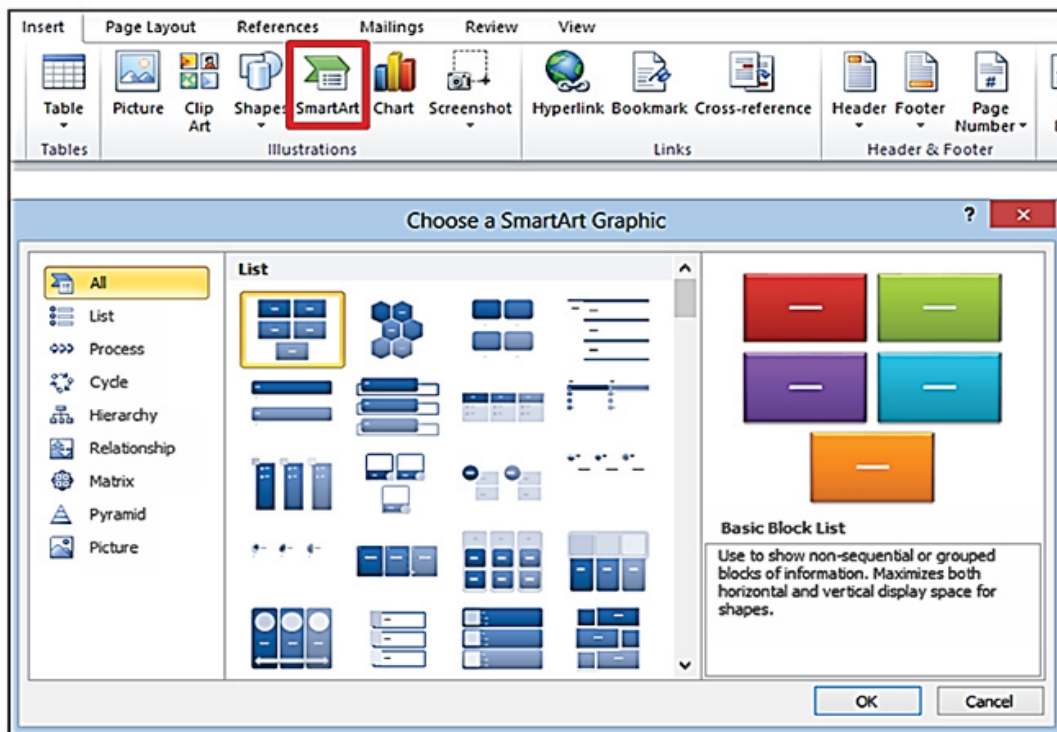 Insert Page Layout References Mailings Review View
Table Picture Clip Art Shapes SmartArt Chart Screenshot Hyperlink Bookmark Cross-reference Header Footer Page Number
Tables Illustrations Links Header & Footer
Choose a SmartArt Graphic
?
All
List
Process
Cycle
Hierarchy
Relationship
Matrix
Pyramid
Picture
List
Basic Block List
Use to show non-sequential or grouped
blocks of information. Maximizes both
horizontal and vertical display space for
shapes.
OK Cancel